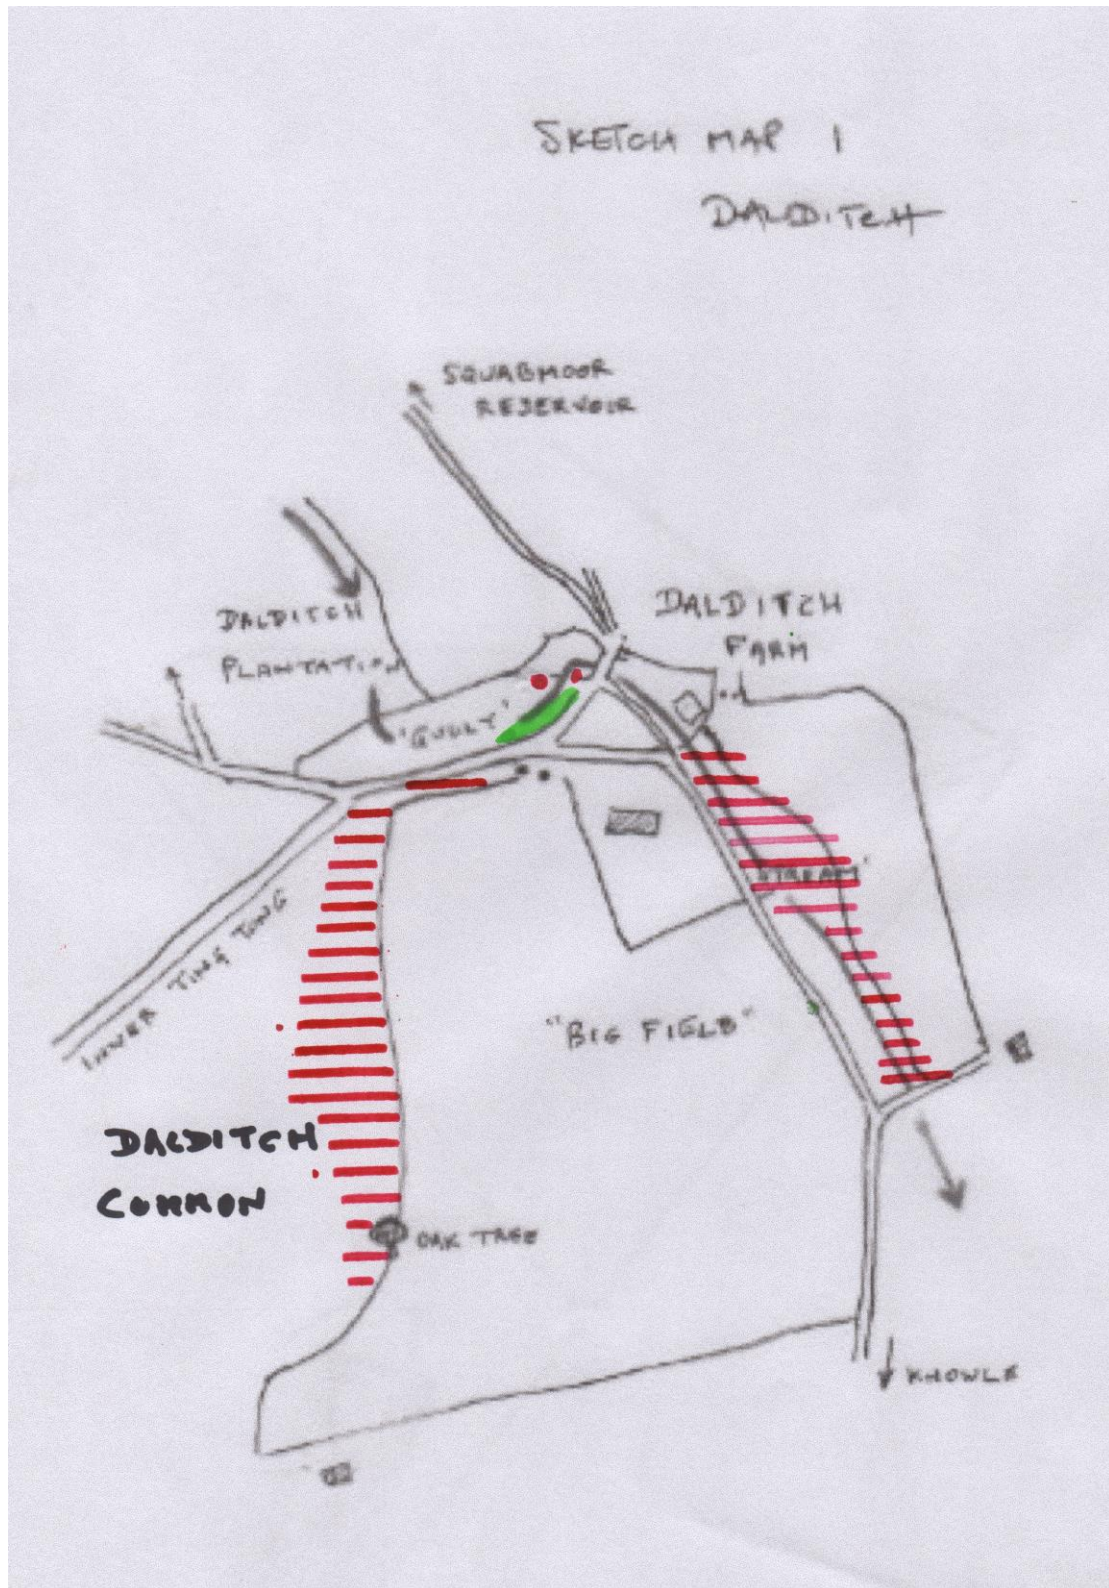 SKETCH MAP 1
DALDITCH
SQUABMOOR
RESERVOIR
DALDITCH
FARM
DALDITCH
PLANTATION
'GULLY'
INNER TING TONG
'STREAM'
"BIG FIELD"
DALDITCH
COMMON
OAK TREE
KNOWLE